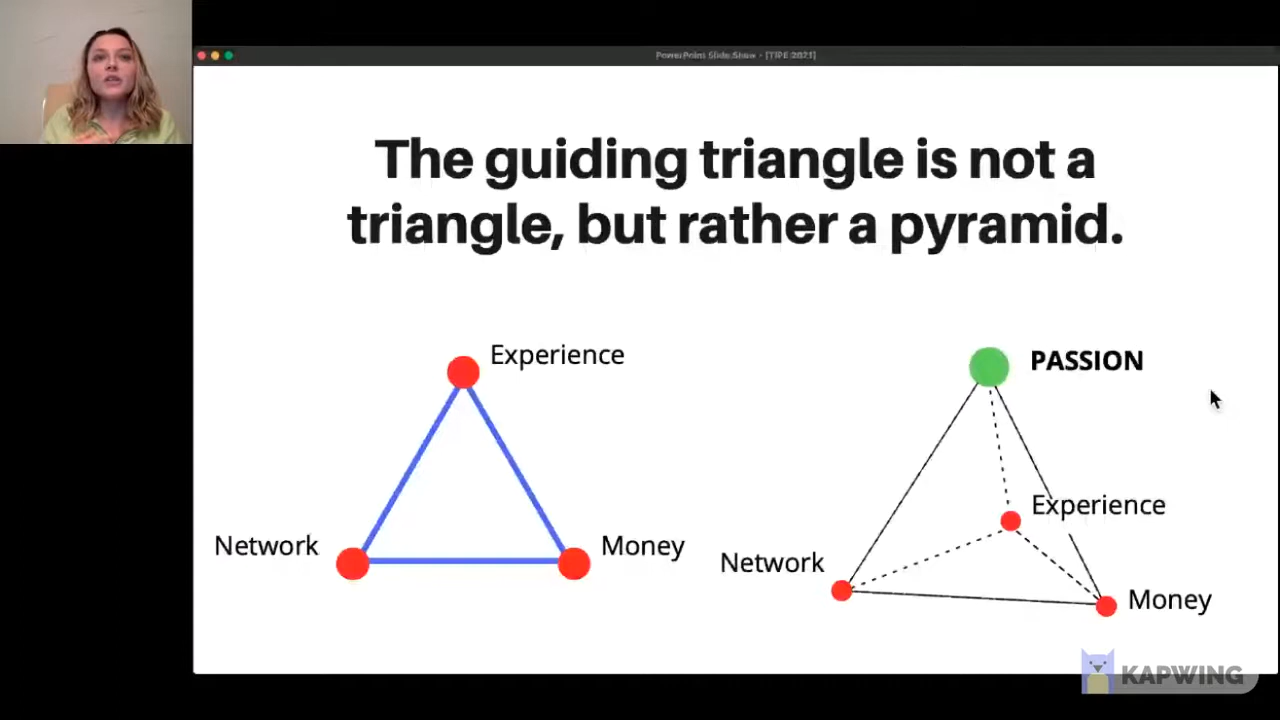 PowerPoint Slide Show - [TIPE 2021]
The guiding triangle is not a
triangle, but rather a pyramid.
Experience
Network
Money
PASSION
Experience
Network
Money
KAPWING